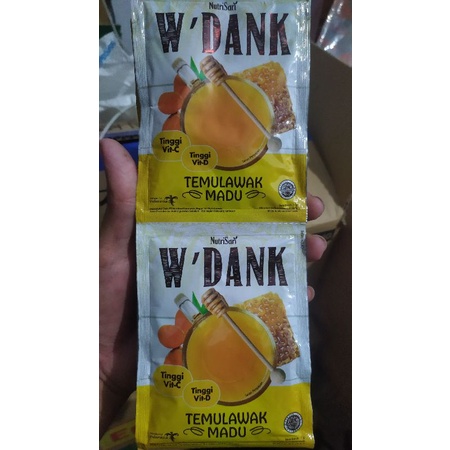 NutriSari
W'DANK
Tinggi
Vit-C
Tinggi
Vit-D
TEMULAWAK
MADU
NutriSari
W'DANK
Tinggi
Vit-C
Tinggi
Vit-D
TEMULAWAK
MADU